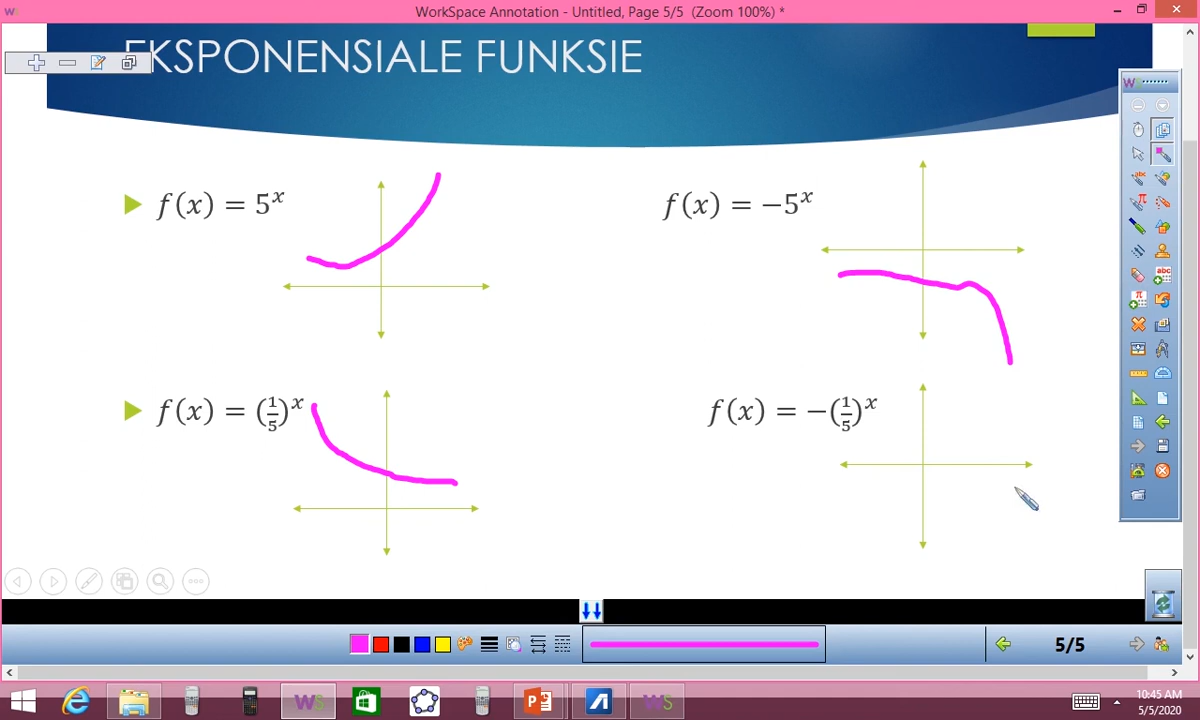 WorkSpace Annotation - Untitled, Page 5/5 (Zoom 100%) *
EKSPONENSIALE FUNKSIE
f(x) = 5^x
f(x) = −5^x
f(x) = (1/5)^x
f(x) = −(1/5)^x
5/5
10:45 AM
5/5/2020